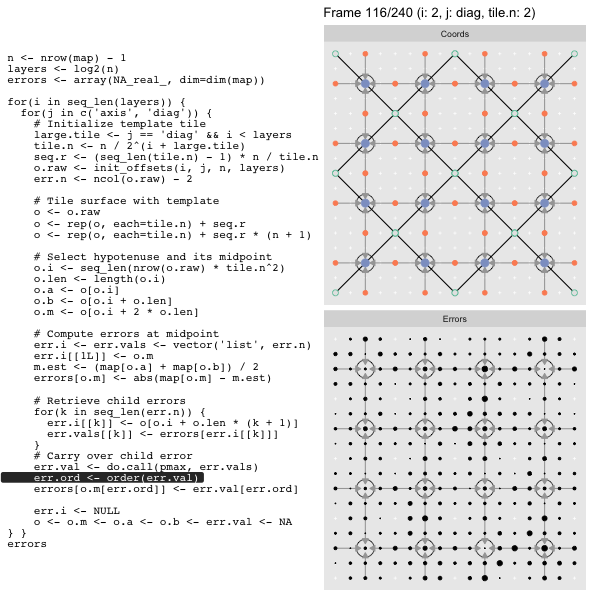 Frame 116/240 (i: 2, j: diag, tile.n: 2)
Coords
n <- nrow(map) - 1
layers <- log2(n)
errors <- array(NA_real_, dim=dim(map))
for(i in seq_len(layers)) {
  for(j in c('axis', 'diag')) {
    # Initialize template tile
    large.tile <- j == 'diag' && i < layers
    tile.n <- n / 2^(i + large.tile)
    seq.r <- (seq_len(tile.n) - 1) * n / tile.n
    o.raw <- init_offsets(i, j, n, layers)
    err.n <- ncol(o.raw) - 2
    # Tile surface with template
    o <- o.raw
    o <- rep(o, each=tile.n) + seq.r
    o <- rep(o, each=tile.n) + seq.r * (n + 1)
    # Select hypotenuse and its midpoint
    o.i <- seq_len(nrow(o.raw) * tile.n^2)
    o.len <- length(o.i)
    o.a <- o[o.i]
    o.b <- o[o.i + o.len]
    o.m <- o[o.i + 2 * o.len]
    # Compute errors at midpoint
    err.i <- err.vals <- vector('list', err.n)
    err.i[[1L]] <- o.m
    m.est <- (map[o.a] + map[o.b]) / 2
    errors[o.m] <- abs(map[o.m] - m.est)
    # Retrieve child errors
    for(k in seq_len(err.n)) {
      err.i[[k]] <- o[o.i + o.len * (k + 1)]
      err.vals[[k]] <- errors[err.i[[k]]]
    }
    # Carry over child error
    err.val <- do.call(pmax, err.vals)
    err.ord <- order(err.val)
    errors[o.m[err.ord]] <- err.val[err.ord]
    err.i <- NULL
    o <- o.m <- o.a <- o.b <- err.val <- NA
} }
errors
Errors